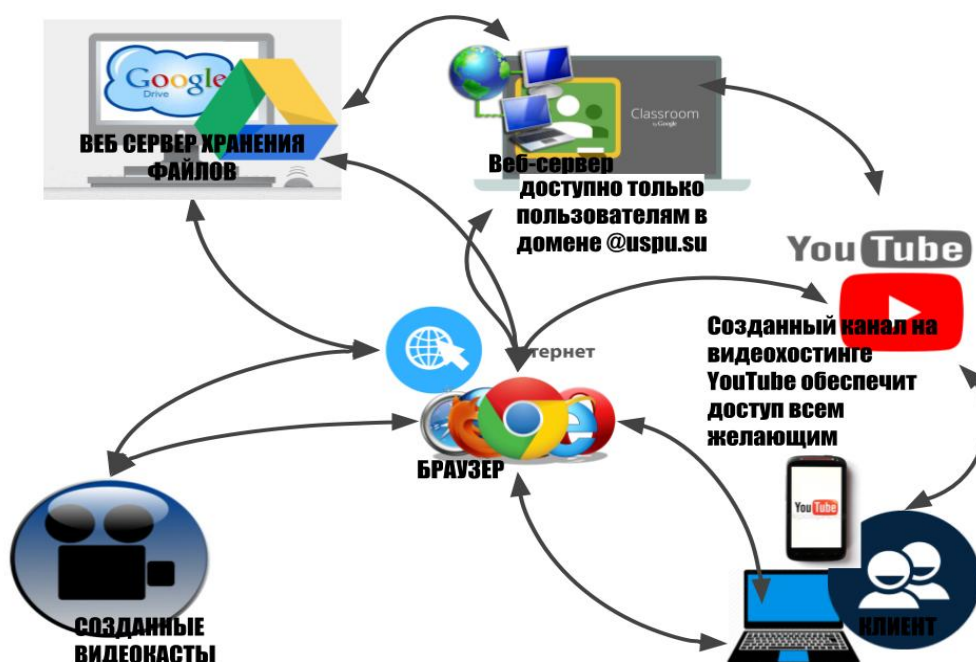 Google
Drive
ВЕБ СЕРВЕР ХРАНЕНИЯ
ФАЙЛОВ
Classroom
by Google
Веб-сервер
ДОСТУПНО ТОЛЬКО
ПОЛЬЗОВАТЕЛЯМ В
ДОМЕНЕ @uspu.su
YouTube
Созданный канал на
видеохостинге
YouTube обеспечит
доступ всем
желающим
тернет
БРАУЗЕР
YouTube
КЛИЕНТ
СОЗДАННЫЕ
ВИДЕОКАСТЫ